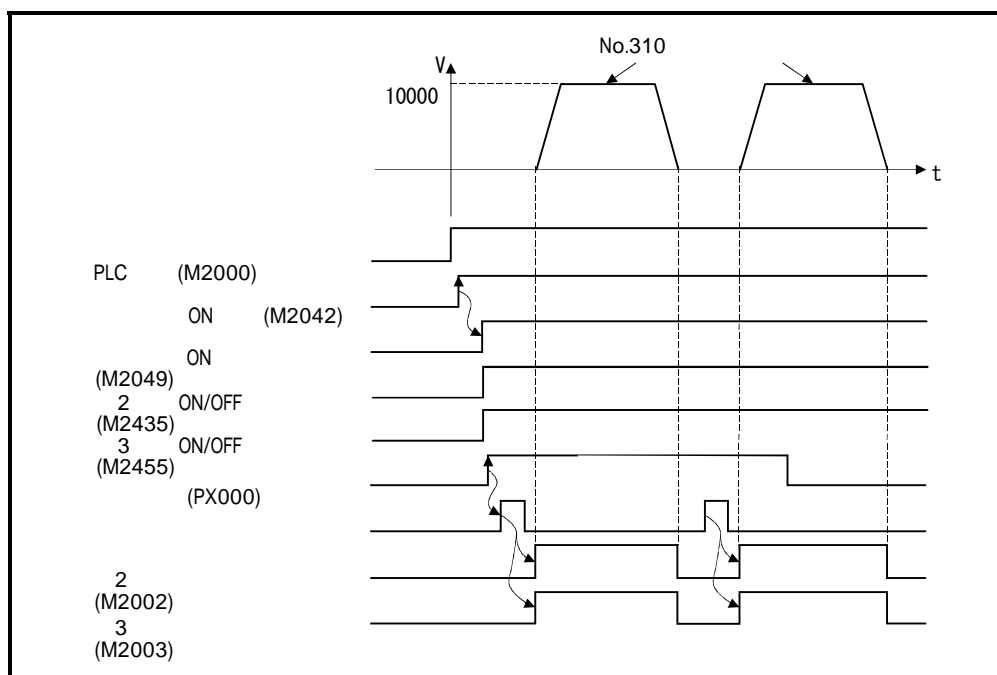 No.310
V
10000
t
PLC (M2000)
ON (M2042)
ON
(M2049)
2 ON/OFF
(M2435)
3 ON/OFF
(M2455)
(PX000)
2
(M2002)
3
(M2003)